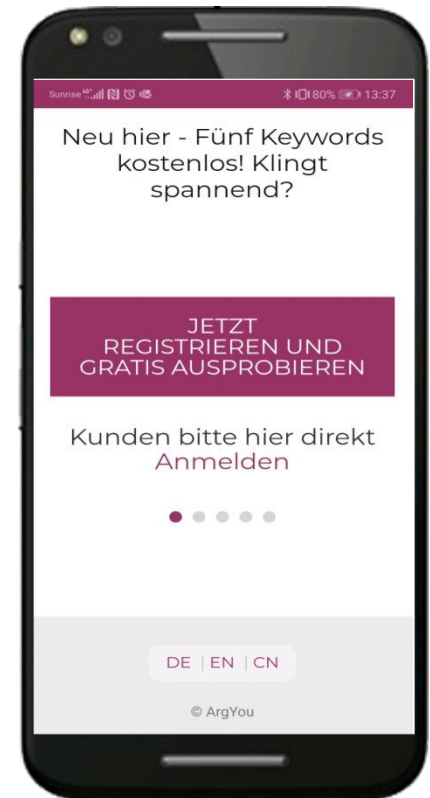 Sunrise 4G 80% 13:37
Neu hier - Fünf Keywords
kostenlos! Klingt
spannend?
JETZT
REGISTRIEREN UND
GRATIS AUSPROBIEREN
Kunden bitte hier direkt
Anmelden
DE | EN | CN
© ArgYou